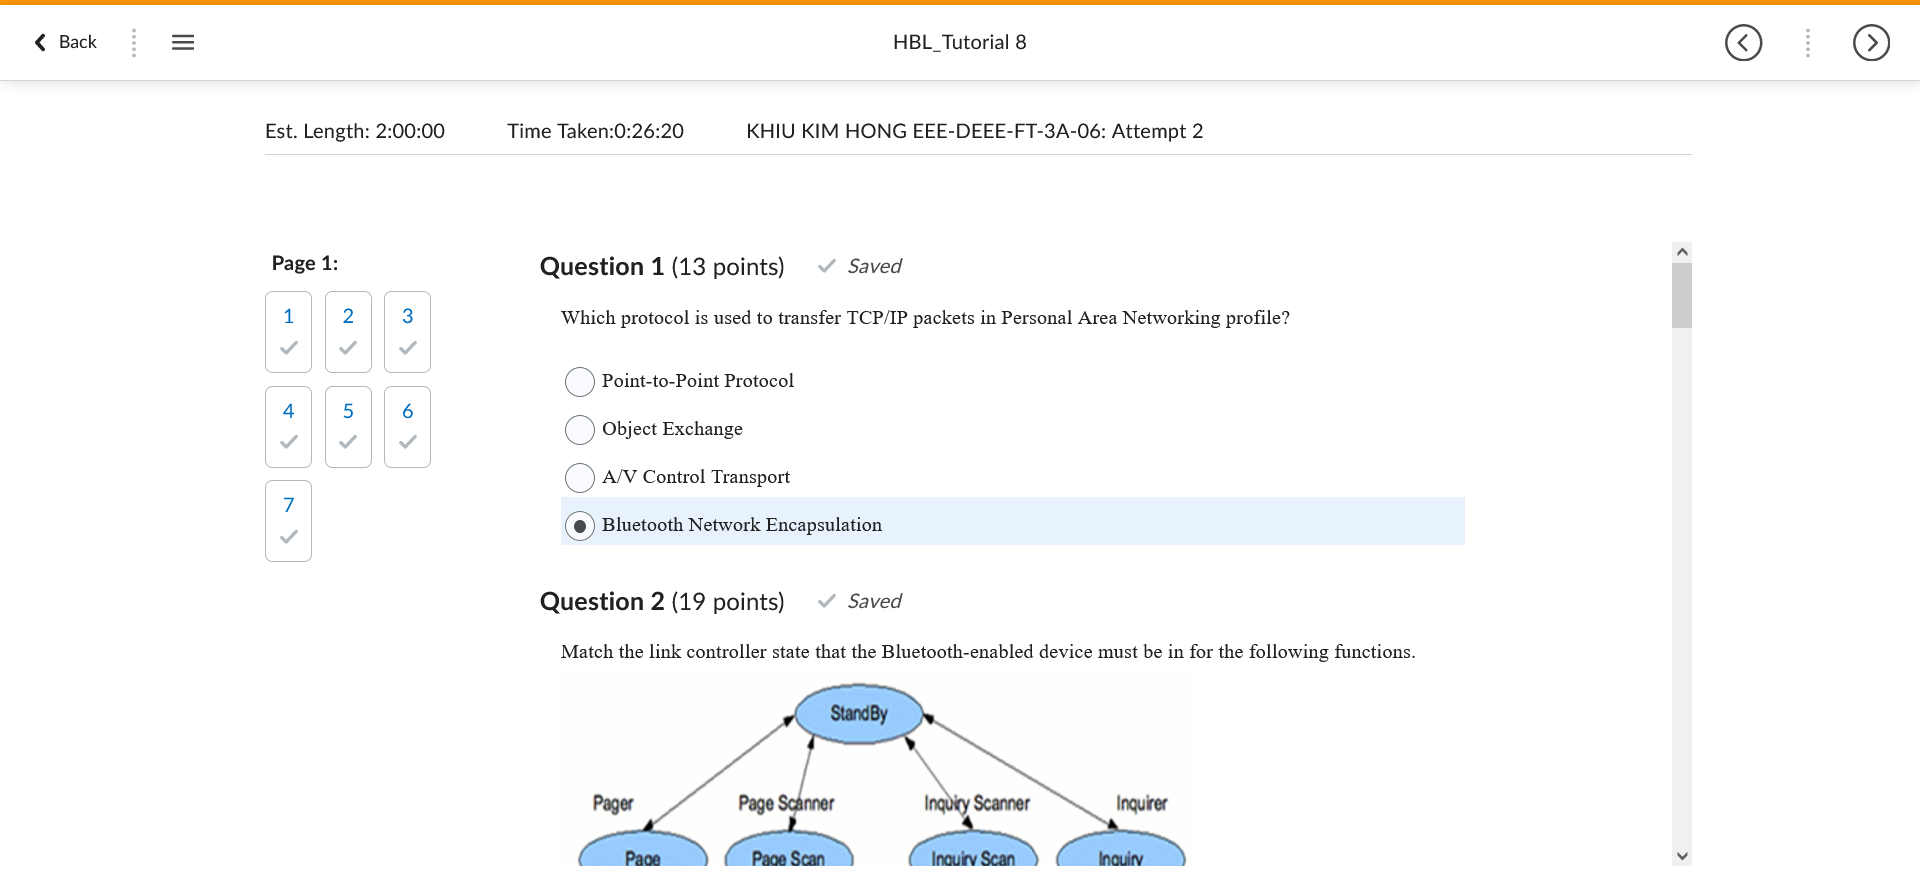 Back
HBL_Tutorial 8
Est. Length: 2:00:00 Time Taken:0:26:20 KHIU KIM HONG EEE-DEEE-FT-3A-06: Attempt 2
Page 1:
1 2 3
4 5 6
7
Question 1 (13 points) Saved
Which protocol is used to transfer TCP/IP packets in Personal Area Networking profile?
Point-to-Point Protocol
Object Exchange
A/V Control Transport
Bluetooth Network Encapsulation
Question 2 (19 points) Saved
Match the link controller state that the Bluetooth-enabled device must be in for the following functions.
StandBy
Pager Page Scanner Inquiry Scanner Inquirer
Page Page Scan Inquiry Scan Inquiry